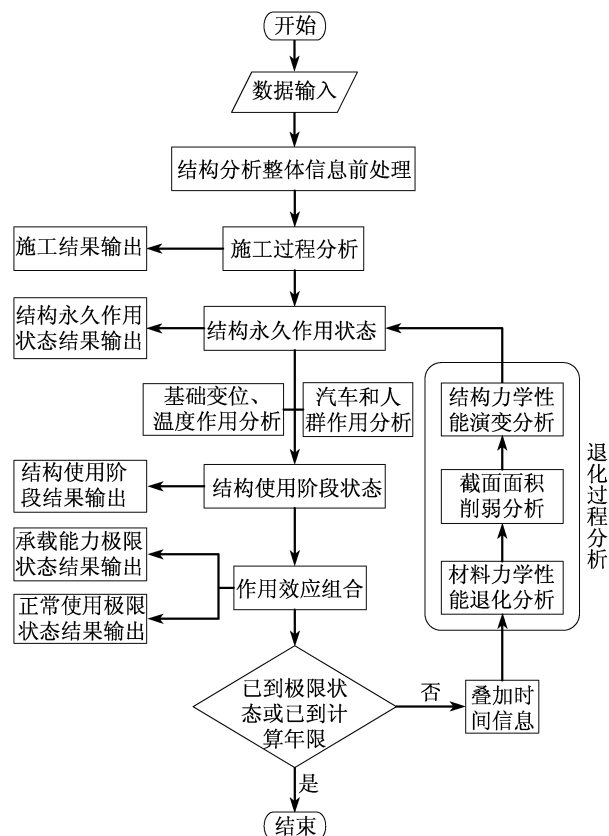 开始
数据输入
结构分析整体信息前处理
施工结果输出
施工过程分析
结构永久作用
状态结果输出
结构永久作用状态
基础变位、
温度作用分析
汽车和人
群作用分析
结构力学性
能演变分析
截面面积
削弱分析
材料力学性
能退化分析
退化过程分析
结构使用阶
段结果输出
结构使用阶段状态
承载能力极限
状态结果输出
正常使用极限
状态结果输出
作用效应组合
已到极限状
态或已到计
算年限
否
叠加时
间信息
是
结束